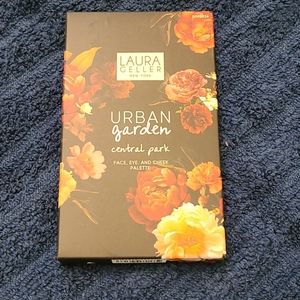 LAURA
GELLER
NEW YORK
URBAN
garden
central park
FACE, EYE, AND CHEEK
PALETTE